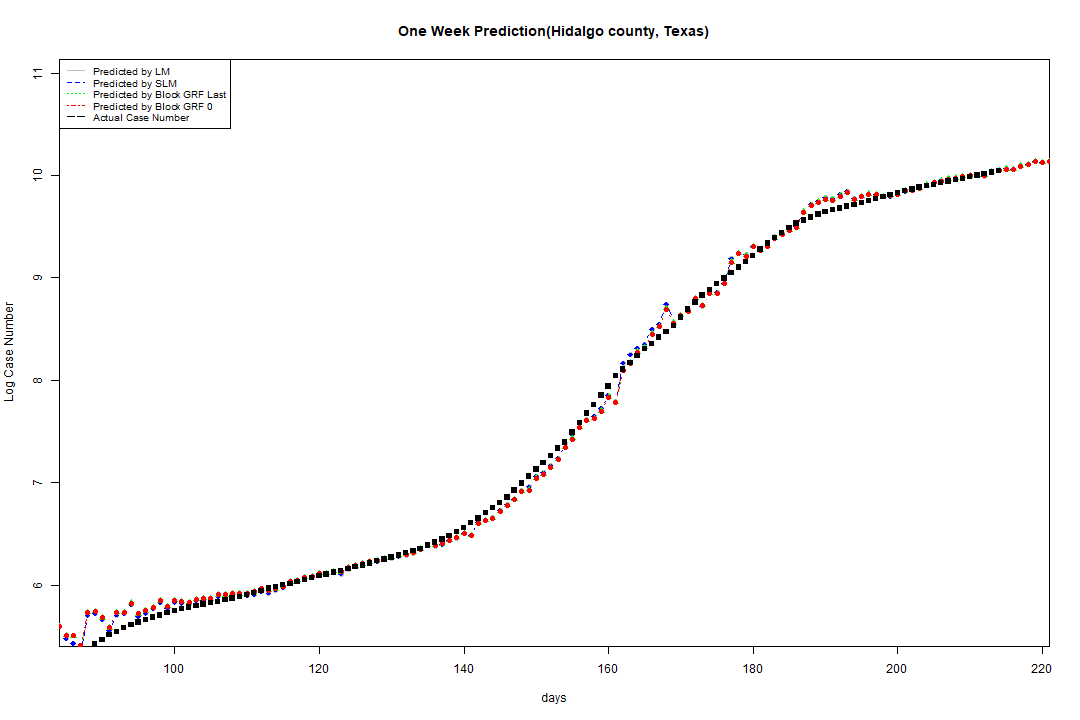 One Week Prediction(Hidalgo county, Texas)
Predicted by LM
Predicted by SLM
Predicted by Block GRF Last
Predicted by Block GRF 0
Actual Case Number
11
10
9
8
7
6
Log Case Number
100 120 140 160 180 200 220
days